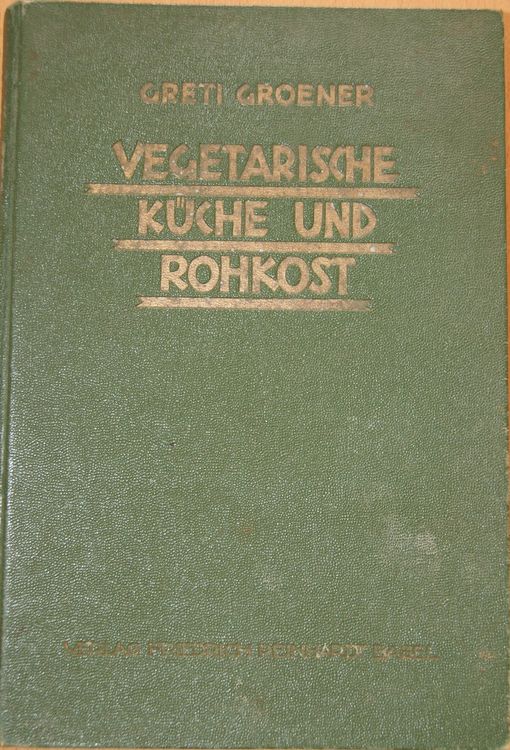 GRETI GROENER
VEGETARISCHE
KÜCHE UND
ROHKOST
VERLAG FRIEDRICH REINHARDT BASEL